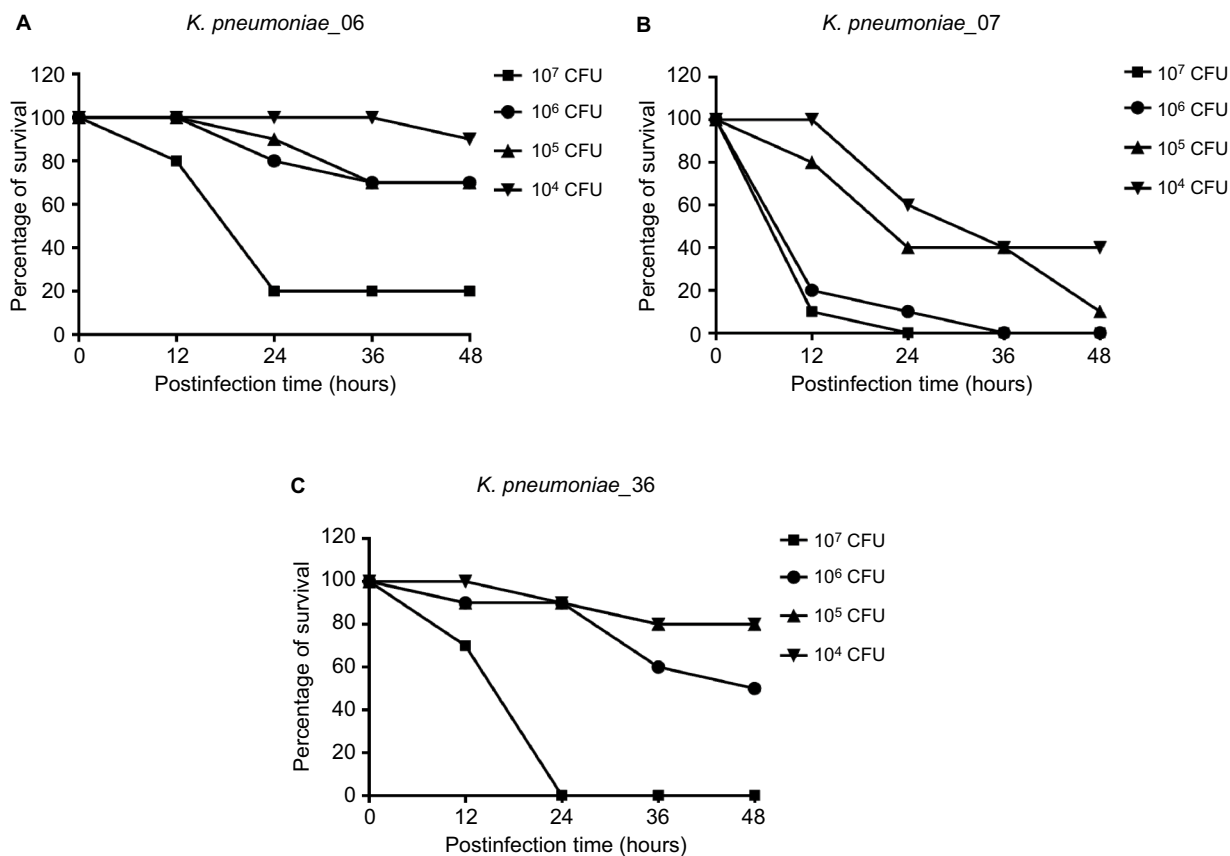 A
K. pneumoniae_06
120
100
80
60
40
20
0
Percentage of survival
0 12 24 36 48
Postinfection time (hours)
10⁷ CFU
10⁶ CFU
10⁵ CFU
10⁴ CFU
B
K. pneumoniae_07
120
100
80
60
40
20
0
Percentage of survival
0 12 24 36 48
Postinfection time (hours)
10⁷ CFU
10⁶ CFU
10⁵ CFU
10⁴ CFU
C
K. pneumoniae_36
120
100
80
60
40
20
0
Percentage of survival
0 12 24 36 48
Postinfection time (hours)
10⁷ CFU
10⁶ CFU
10⁵ CFU
10⁴ CFU